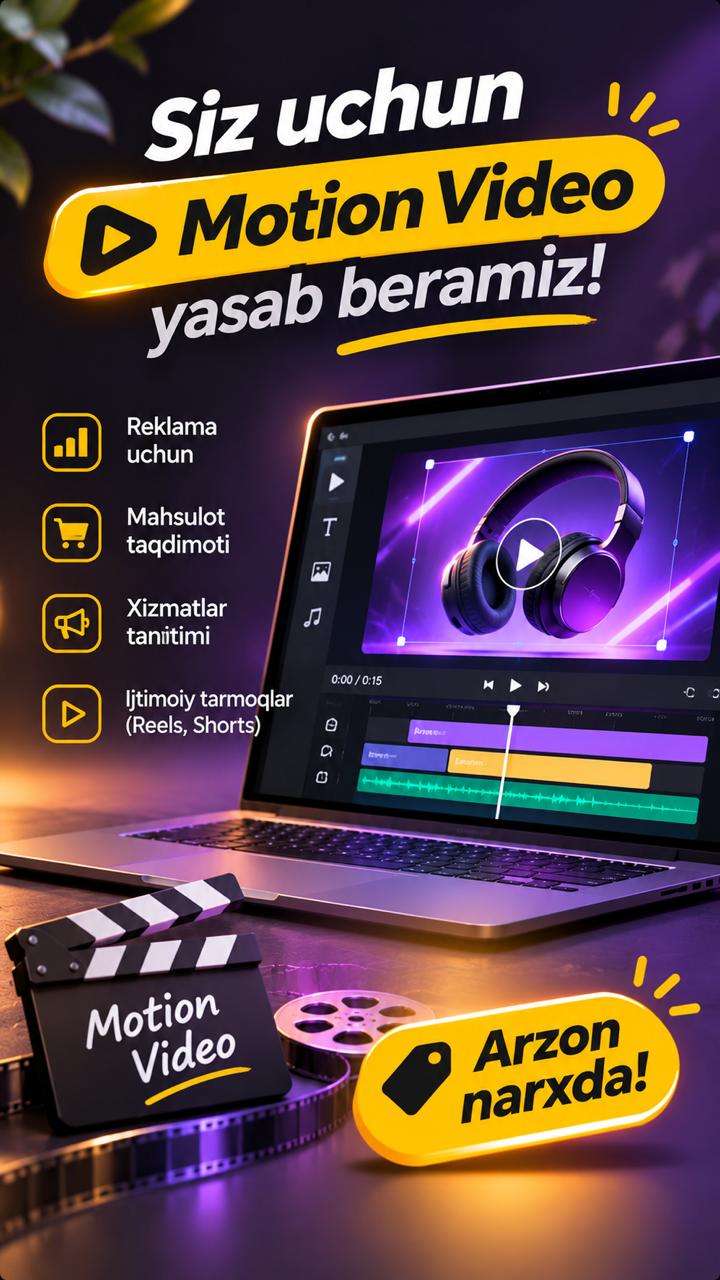 Siz uchun
Motion Video
yasab beramiz!
Reklama
uchun
Mahsulot
taqdimoti
Xizmatlar
tanıtimi
Ijtimoiy tarmoqlar
(Reels, Shorts)
T
0:00 / 0:15
Motion
Video
Arzon
narxda!